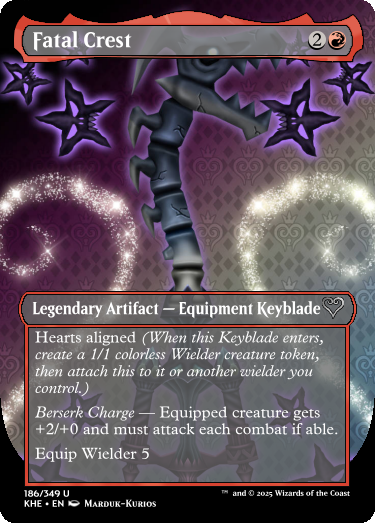 Fatal Crest 2
Legendary Artifact — Equipment Keyblade
Hearts aligned (When this Keyblade enters,
create a 1/1 colorless Wielder creature token,
then attach this to it or another wielder you
control.)
Berserk Charge — Equipped creature gets
+2/+0 and must attack each combat if able.
Equip Wielder 5
186/349 U
KHE • EN Marduk-Kurios
™ and © 2025 Wizards of the Coast